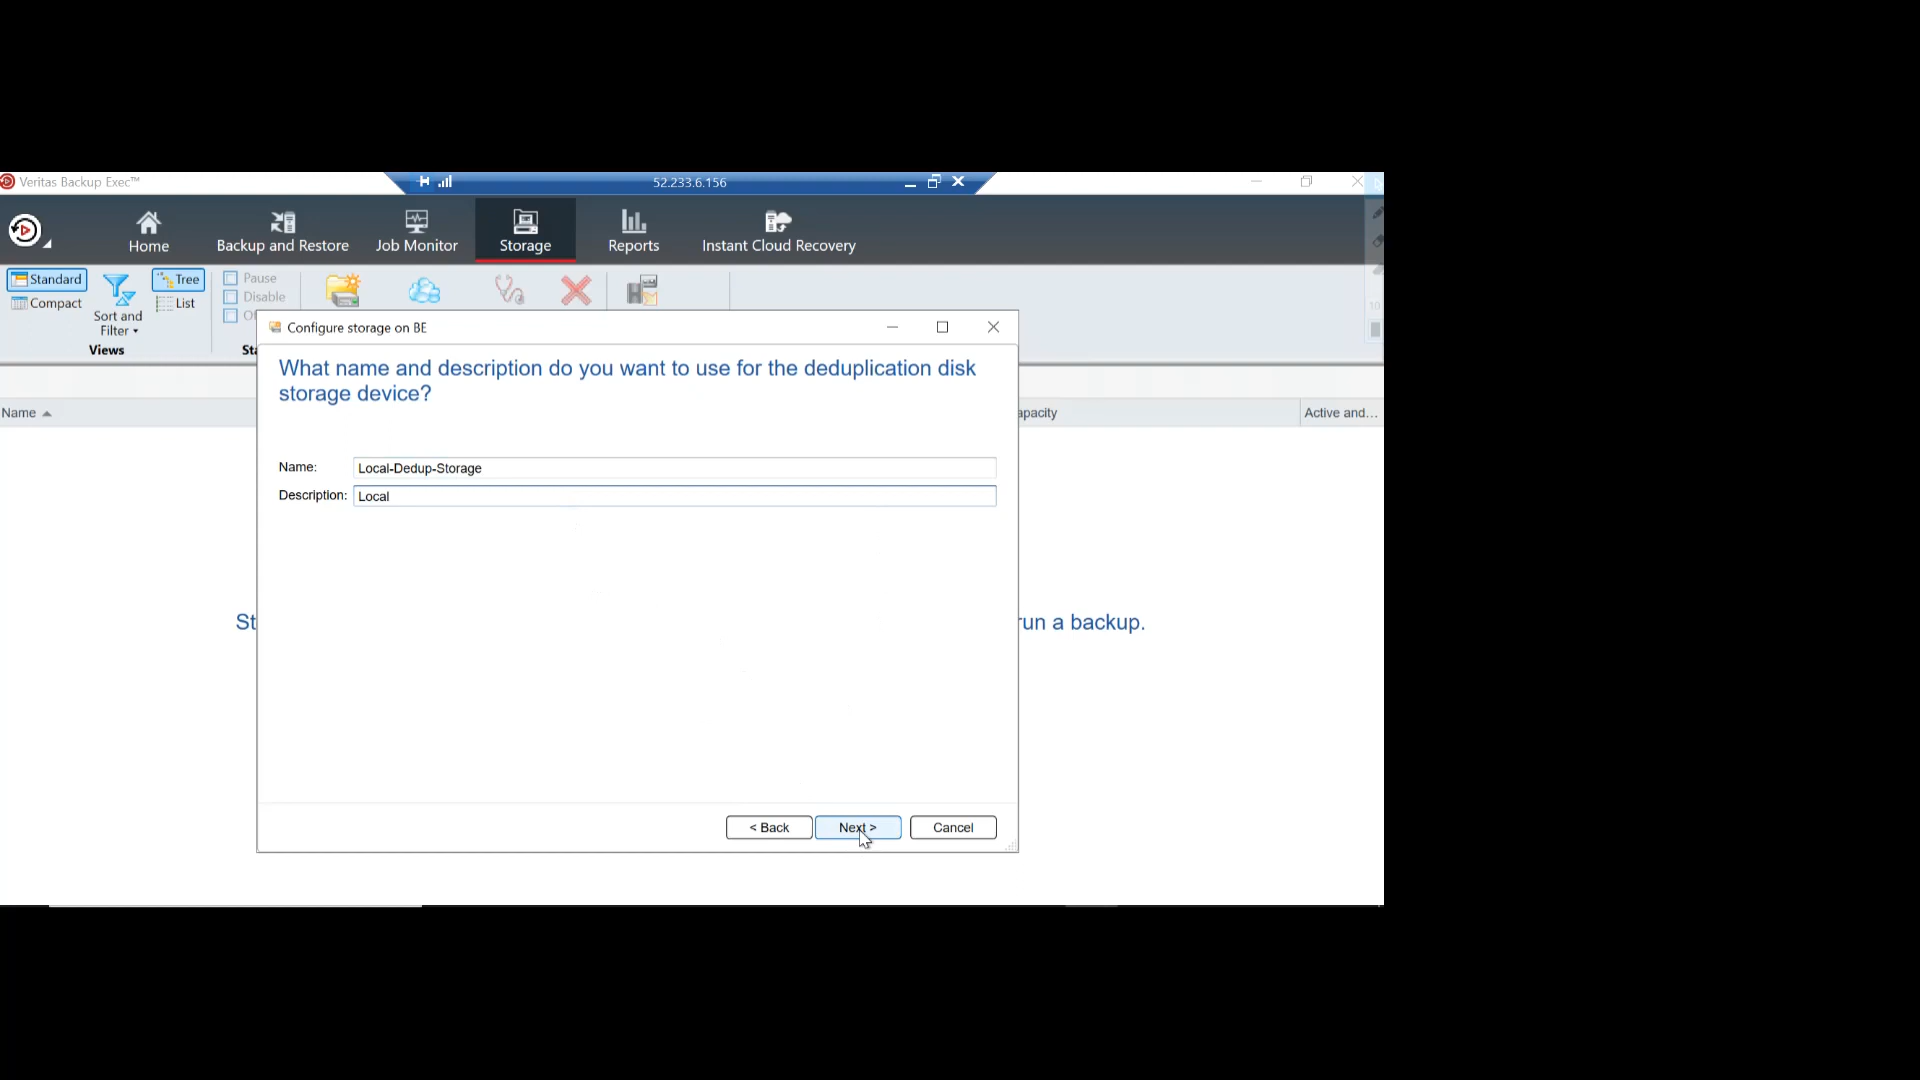 Veritas Backup Exec™
52.233.6.156
Home
Backup and Restore
Job Monitor
Storage
Reports
Instant Cloud Recovery
Standard
Compact
Sort and
Filter
Views
Tree
List
Pause
Disable
Configure storage on BE
What name and description do you want to use for the deduplication disk
storage device?
Name
apacity
Active and...
Name: Local-Dedup-Storage
Description: Local
St
run a backup.
< Back
Next >
Cancel